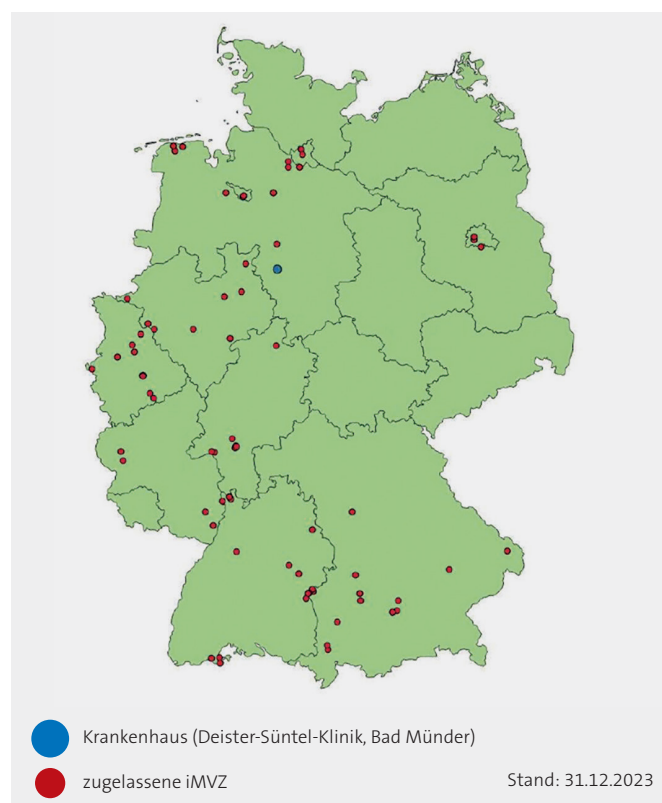 Krankenhaus (Deister-Süntel-Klinik, Bad Münder)
zugelassene iMVZ
Stand: 31.12.2023